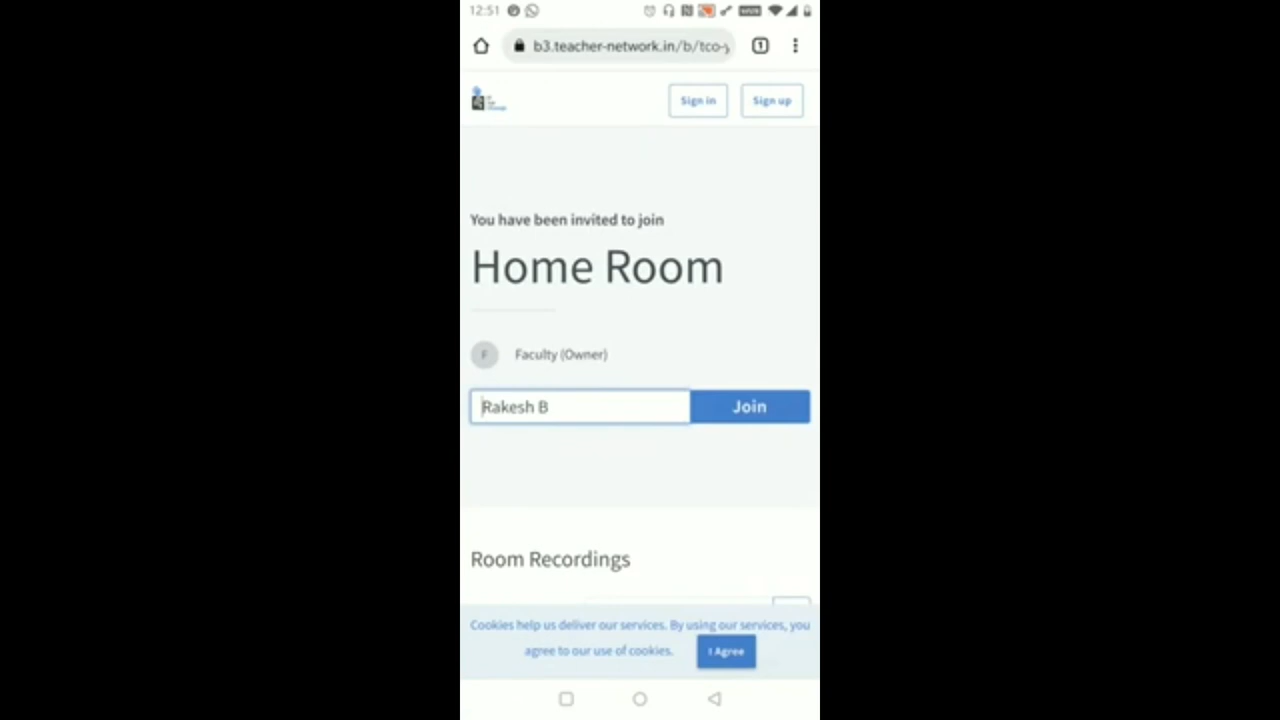 12:51
b3.teacher-network.in/b/tco-y
1
Sign in
Sign up
You have been invited to join
Home Room
F
Faculty (Owner)
Rakesh B
Join
Room Recordings
Cookies help us deliver our services. By using our services, you
agree to our use of cookies.
I Agree